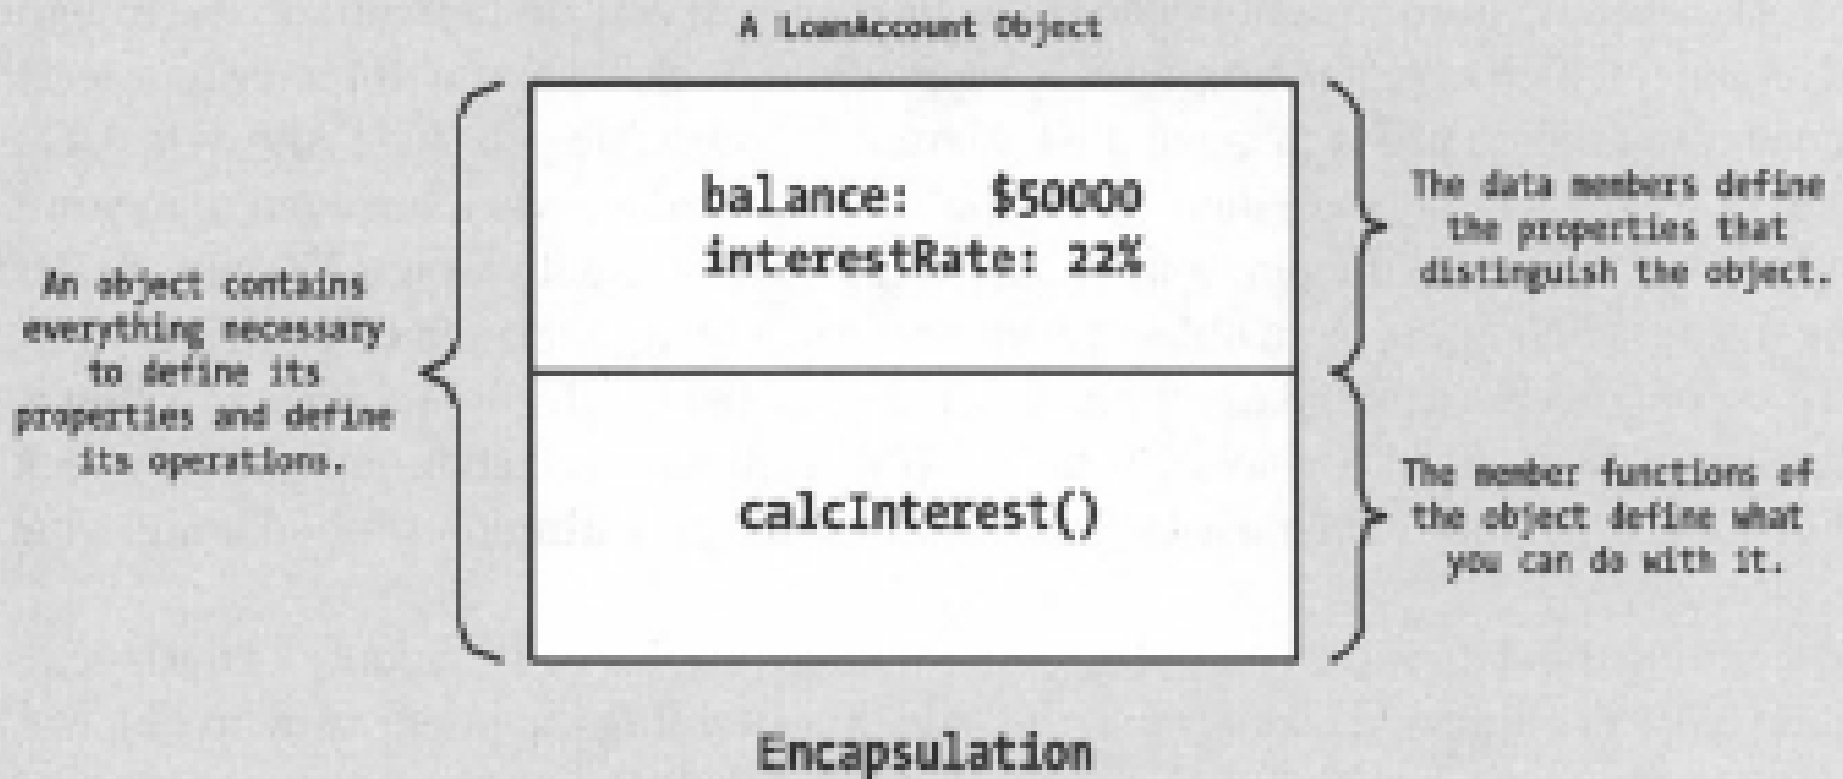 A LoanAccount Object
An object contains
everything necessary
to define its
properties and define
its operations.
balance: $50000
interestRate: 22%
calcInterest()
The data members define
the properties that
distinguish the object.
The member functions of
the object define what
you can do with it.
Encapsulation